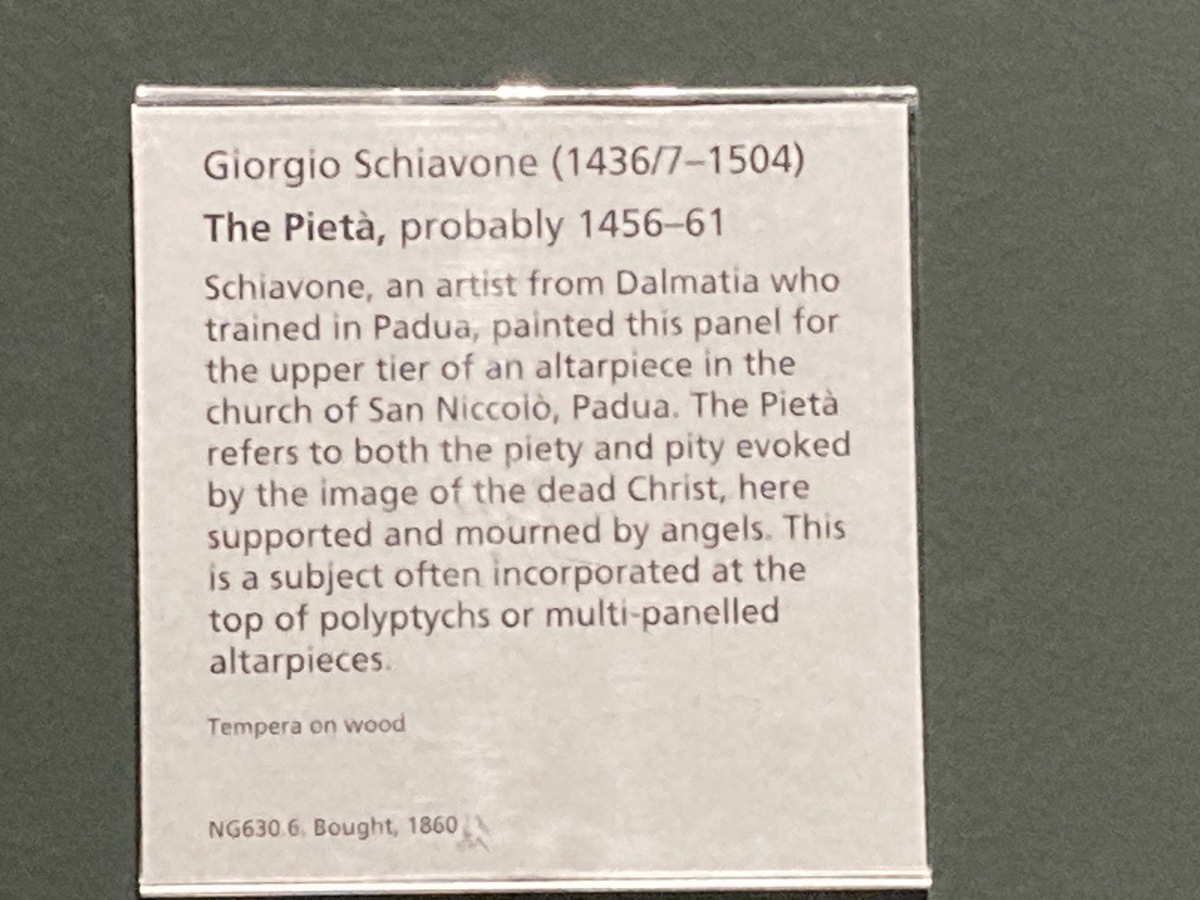 Giorgio Schiavone (1436/7–1504)
The Pietà, probably 1456–61
Schiavone, an artist from Dalmatia who
trained in Padua, painted this panel for
the upper tier of an altarpiece in the
church of San Niccolò, Padua. The Pietà
refers to both the piety and pity evoked
by the image of the dead Christ, here
supported and mourned by angels. This
is a subject often incorporated at the
top of polyptychs or multi-panelled
altarpieces.
Tempera on wood
NG630.6. Bought, 1860